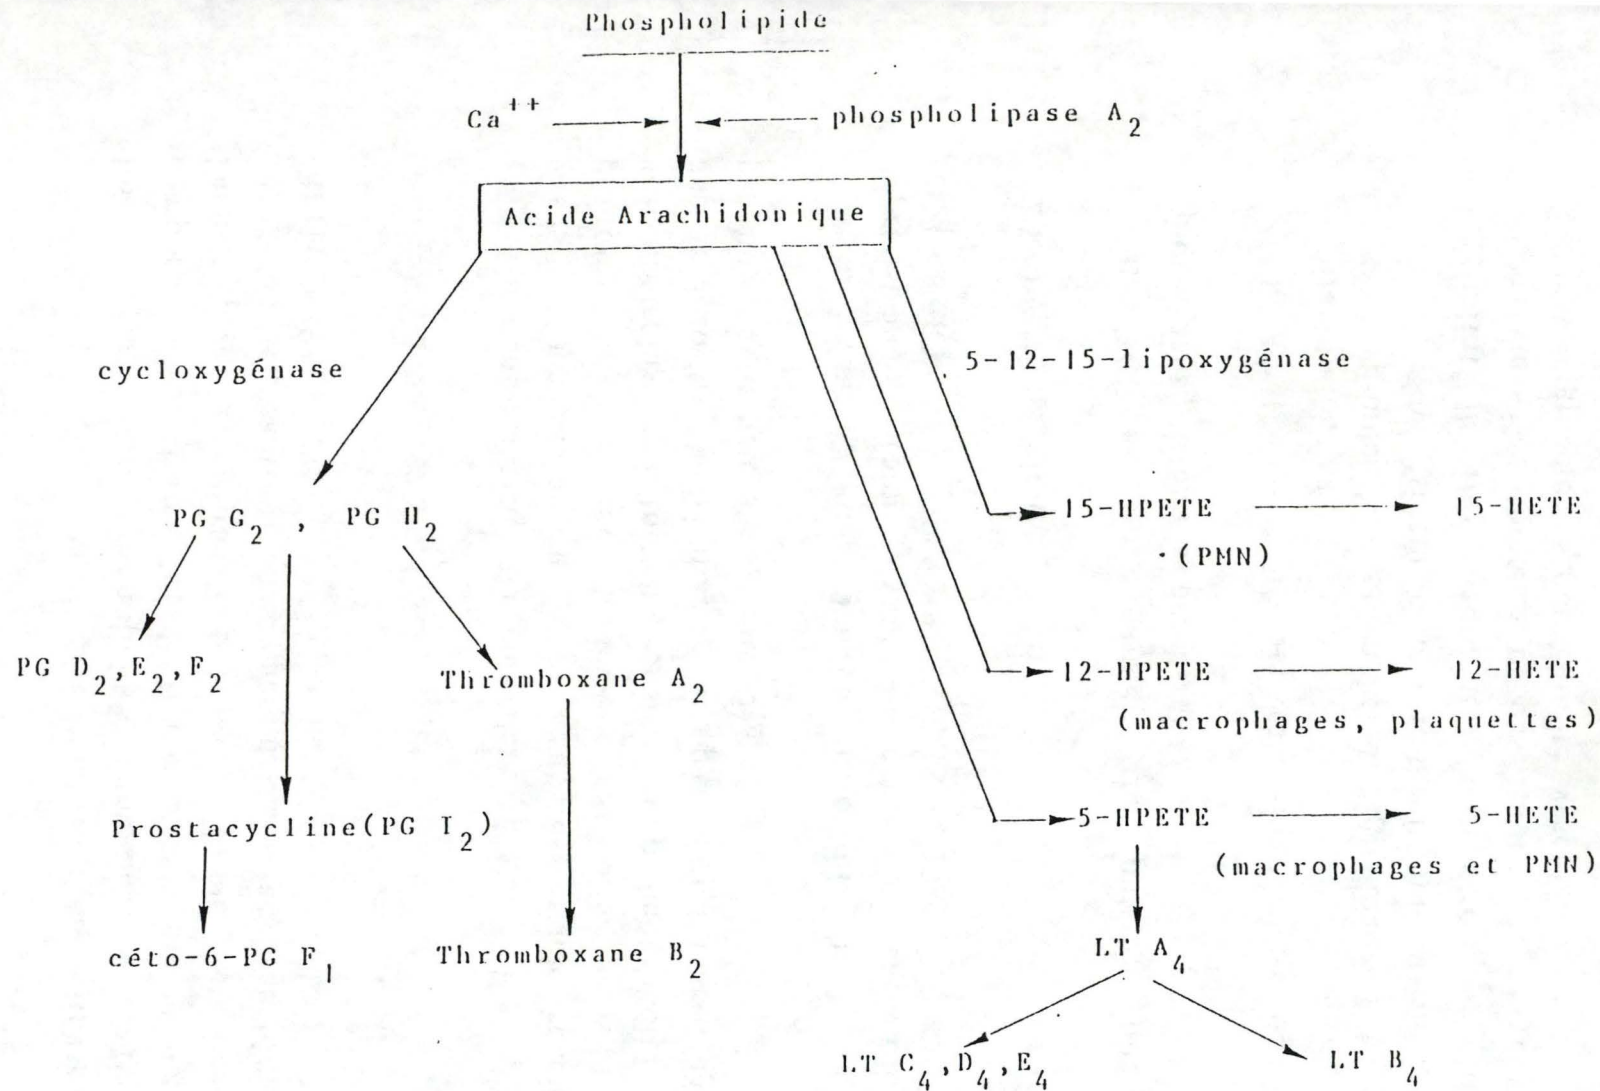 Phospholipide
Ca++
phospholipase A2
Acide Arachidonique
cycloxygénase
5-12-15-lipoxygénase
PG G2 , PG H2
15-HPETE
15-HETE
(PMN)
PG D2,E2,F2
Thromboxane A2
12-HPETE
12-HETE
(macrophages, plaquettes)
Prostacycline(PG I2)
5-HPETE
5-HETE
(macrophages et PMN)
céto-6-PG F1
Thromboxane B2
LT A4
LT C4,D4,E4
LT B4